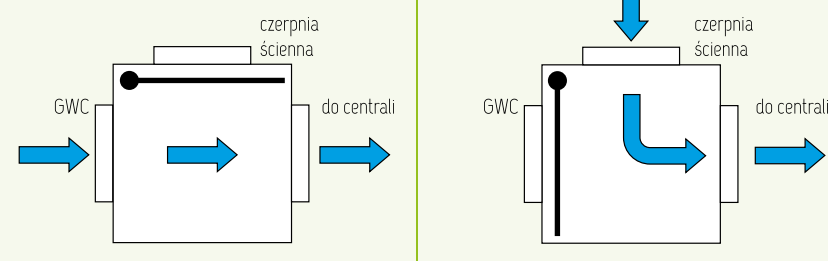 czerpnia
ścienna
GWC
do centrali
czerpnia
ścienna
GWC
do centrali